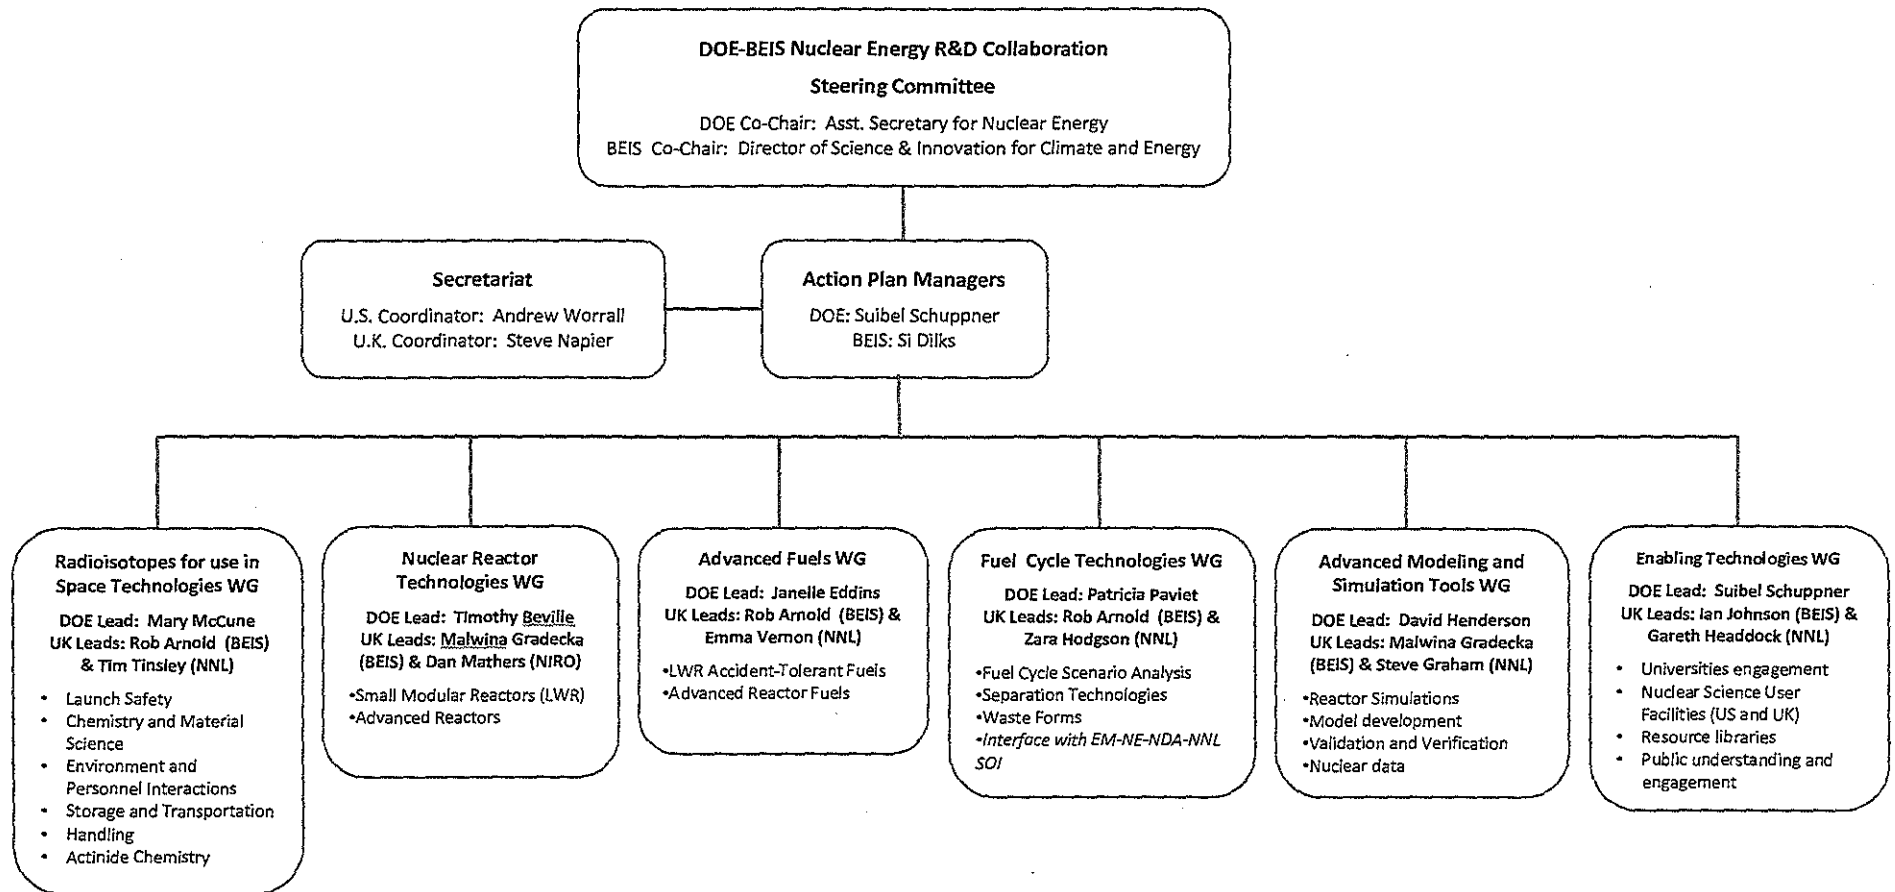 DOE-BEIS Nuclear Energy R&D Collaboration
Steering Committee
DOE Co-Chair: Asst. Secretary for Nuclear Energy
BEIS Co-Chair: Director of Science & Innovation for Climate and Energy
Secretariat
U.S. Coordinator: Andrew Worrall
U.K. Coordinator: Steve Napier
Action Plan Managers
DOE: Suibel Schuppner
BEIS: Si Dilks
Radioisotopes for use in
Space Technologies WG
DOE Lead: Mary McCune
UK Leads: Rob Arnold (BEIS)
& Tim Tinsley (NNL)
• Launch Safety
• Chemistry and Material
Science
• Environment and
Personnel Interactions
• Storage and Transportation
• Handling
• Actinide Chemistry
Nuclear Reactor
Technologies WG
DOE Lead: Timothy Beville
UK Leads: Malwina Gradecka
(BEIS) & Dan Mathers (NIRO)
•Small Modular Reactors (LWR)
•Advanced Reactors
Advanced Fuels WG
DOE Lead: Janelle Eddins
UK Leads: Rob Arnold (BEIS) &
Emma Vernon (NNL)
•LWR Accident-Tolerant Fuels
•Advanced Reactor Fuels
Fuel Cycle Technologies WG
DOE Lead: Patricia Paviet
UK Leads: Rob Arnold (BEIS) &
Zara Hodgson (NNL)
•Fuel Cycle Scenario Analysis
•Separation Technologies
•Waste Forms
•Interface with EM-NE-NDA-NNL
SOI
Advanced Modeling and
Simulation Tools WG
DOE Lead: David Henderson
UK Leads: Malwina Gradecka
(BEIS) & Steve Graham (NNL)
•Reactor Simulations
•Model development
•Validation and Verification
•Nuclear data
Enabling Technologies WG
DOE Lead: Suibel Schuppner
UK Leads: Ian Johnson (BEIS) &
Gareth Headdock (NNL)
• Universities engagement
• Nuclear Science User
Facilities (US and UK)
• Resource libraries
• Public understanding and
engagement